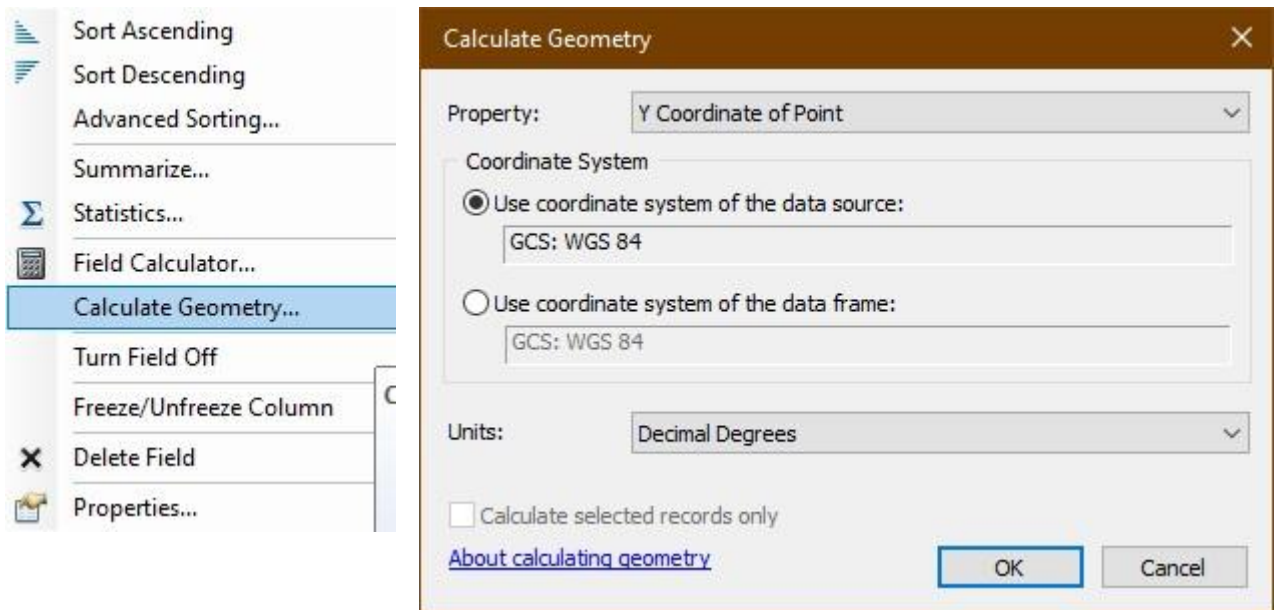 Sort Ascending
Sort Descending
Advanced Sorting...
Summarize...
Σ Statistics...
Field Calculator...
Calculate Geometry...
Turn Field Off
Freeze/Unfreeze Column
Delete Field
Properties...
Calculate Geometry
Property: Y Coordinate of Point
Coordinate System
Use coordinate system of the data source:
GCS: WGS 84
Use coordinate system of the data frame:
GCS: WGS 84
Units: Decimal Degrees
Calculate selected records only
About calculating geometry
OK Cancel